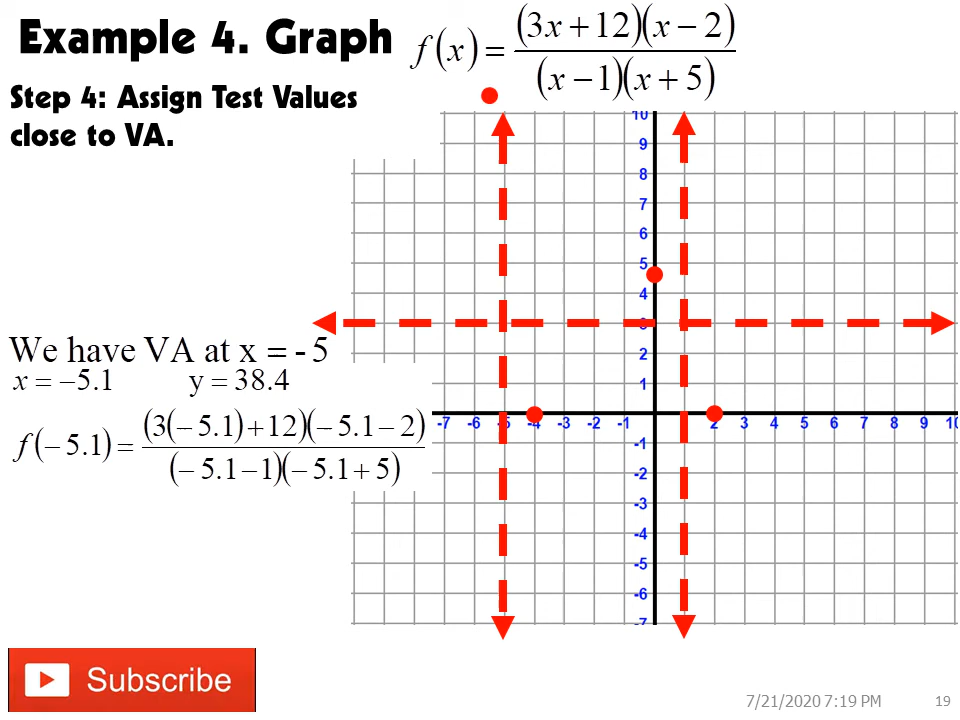 Example 4. Graph f(x) = (3x + 12)(x − 2) / (x − 1)(x + 5)
Step 4: Assign Test Values
close to VA.
10
9
8
7
6
5
4
3
2
1
We have VA at x = - 5
x = −5.1 y = 38.4
-7 -6 -5 -4 -3 -2 -1 2 3 4 5 6 7 8 9 10
f(− 5.1) = (3(− 5.1) + 12)(− 5.1 − 2) / (− 5.1 − 1)(− 5.1 + 5)
-1
-2
-3
-4
-5
-6
-7
Subscribe
7/21/2020 7:19 PM 19